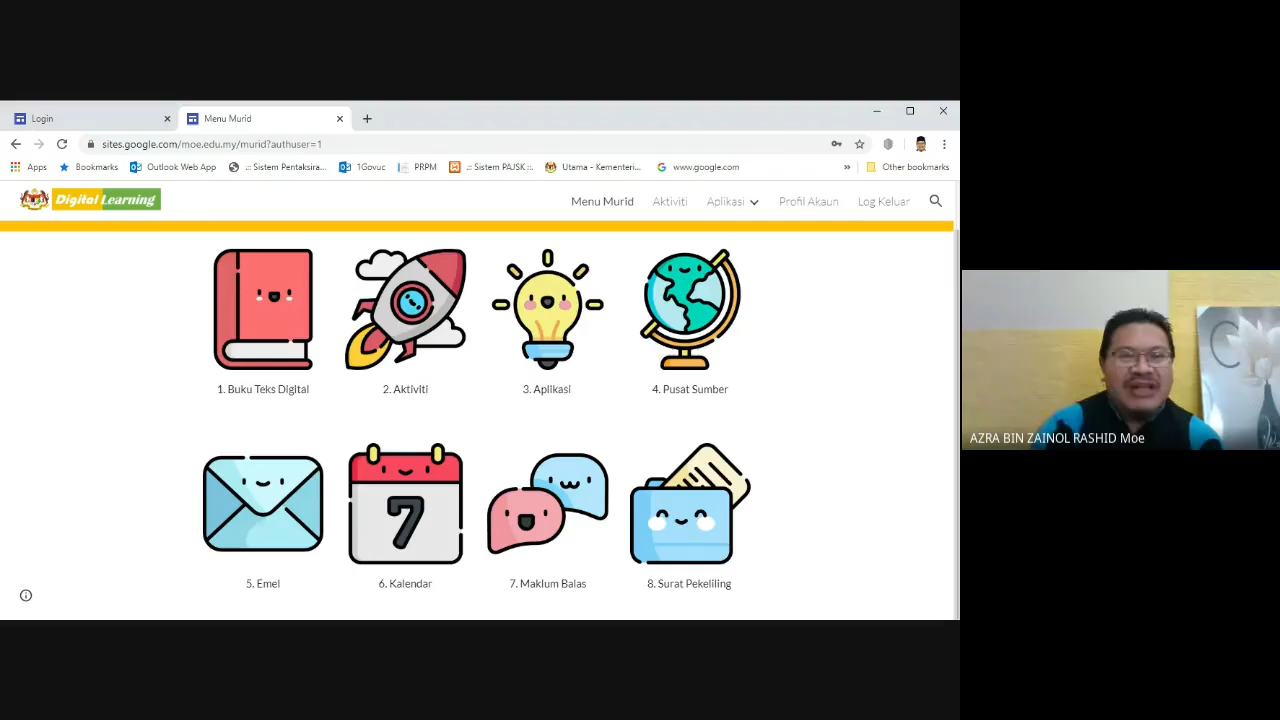 Login
Menu Murid
sites.google.com/moe.edu.my/murid?authuser=1
Apps
Bookmarks
Outlook Web App
.:: Sistem Pentaksira...
1Govuc
PRPM
.:: Sistem PAJSK ::.
Utama - Kementeri...
www.google.com
»
Other bookmarks
Digital Learning
Menu Murid
Aktiviti
Aplikasi
Profil Akaun
Log Keluar
1. Buku Teks Digital
2. Aktiviti
3. Aplikasi
4. Pusat Sumber
7
5. Emel
6. Kalendar
7. Maklum Balas
8. Surat Pekeliling
AZRA BIN ZAINOL RASHID Moe